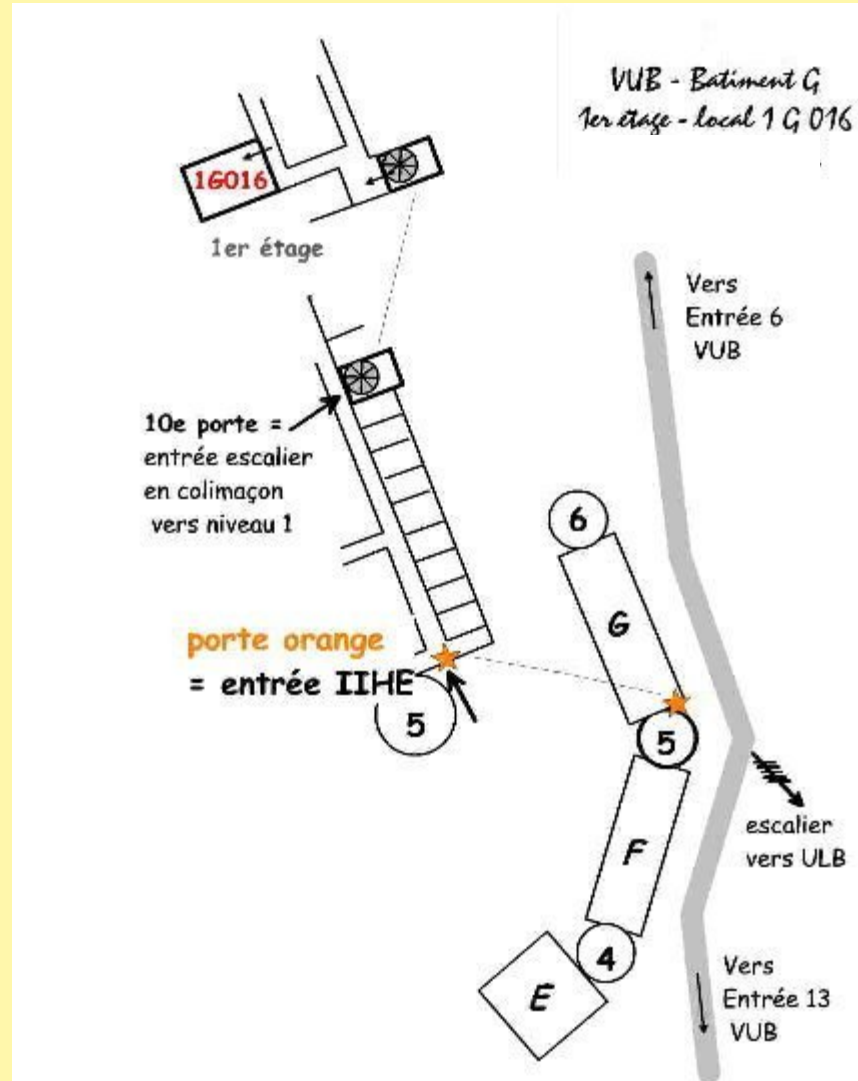 VUB - Batiment G
1er étage - local 1 G 016
1G016
1er étage
Vers
Entrée 6
VUB
10e porte =
entrée escalier
en colimaçon
vers niveau 1
6
G
porte orange
= entrée IIHE
5
5
escalier
vers ULB
F
4
E
Vers
Entrée 13
VUB